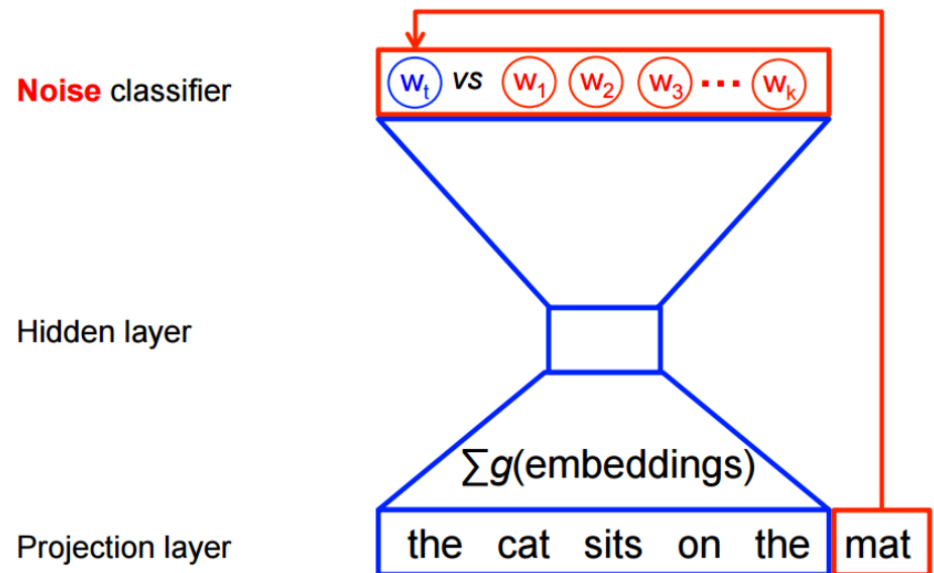 Noise classifier
w_t vs w_1 w_2 w_3 ... w_k
Hidden layer
∑g(embeddings)
Projection layer
the cat sits on the mat